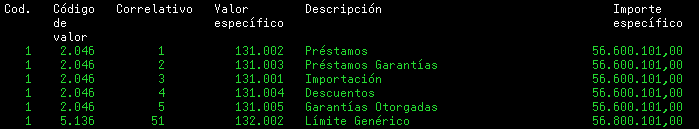 Cod. Código Correlativo Valor Descripción Importe
de específico específico
valor
1 2.046 1 131.002 Préstamos 56.600.101,00
1 2.046 2 131.003 Préstamos Garantías 56.600.101,00
1 2.046 3 131.001 Importación 56.600.101,00
1 2.046 4 131.004 Descuentos 56.600.101,00
1 2.046 5 131.005 Garantías Otorgadas 56.600.101,00
1 5.136 51 132.002 Límite Genérico 56.800.101,00